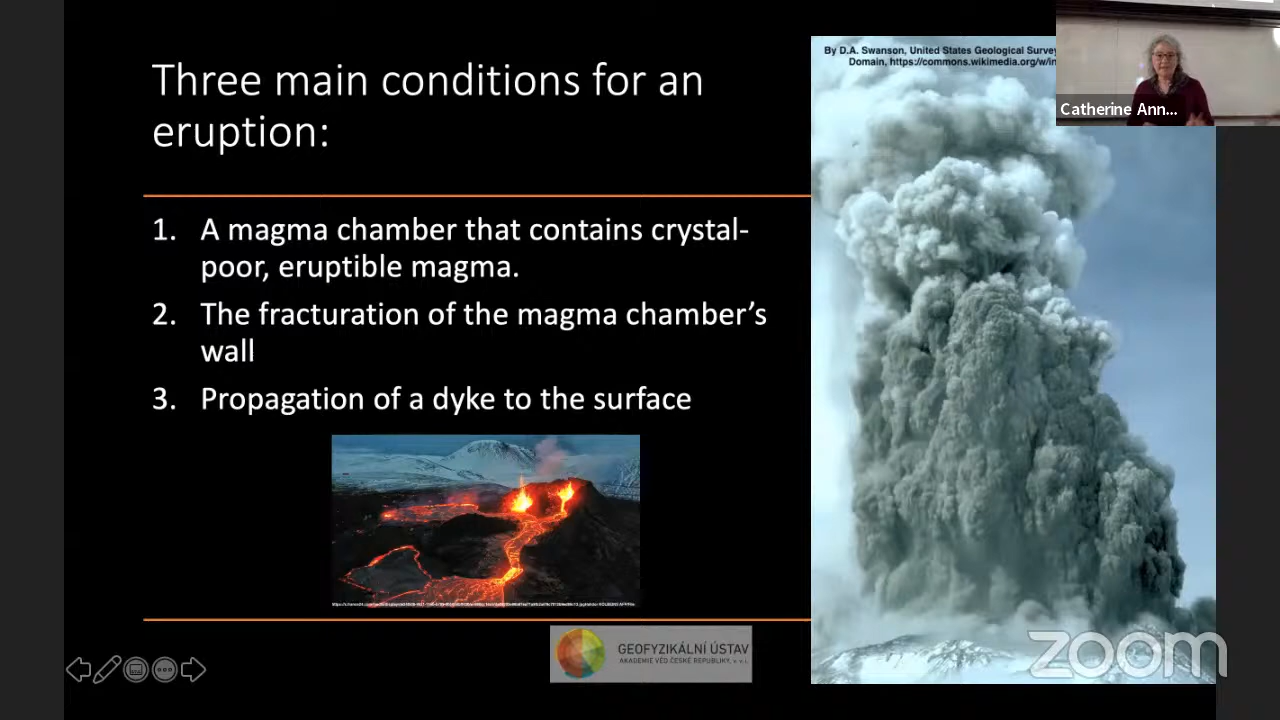 Three main conditions for an
eruption:
1. A magma chamber that contains crystal-
poor, eruptible magma.
2. The fracturation of the magma chamber's
wall
3. Propagation of a dyke to the surface
By D.A. Swanson, United States Geological Survey
Domain, https://commons.wikimedia.org/w/in
Catherine Ann...
GEOFYZIKÁLNÍ ÚSTAV
AKADEMIE VĚD ČESKÉ REPUBLIKY, v. v. i.
zoom